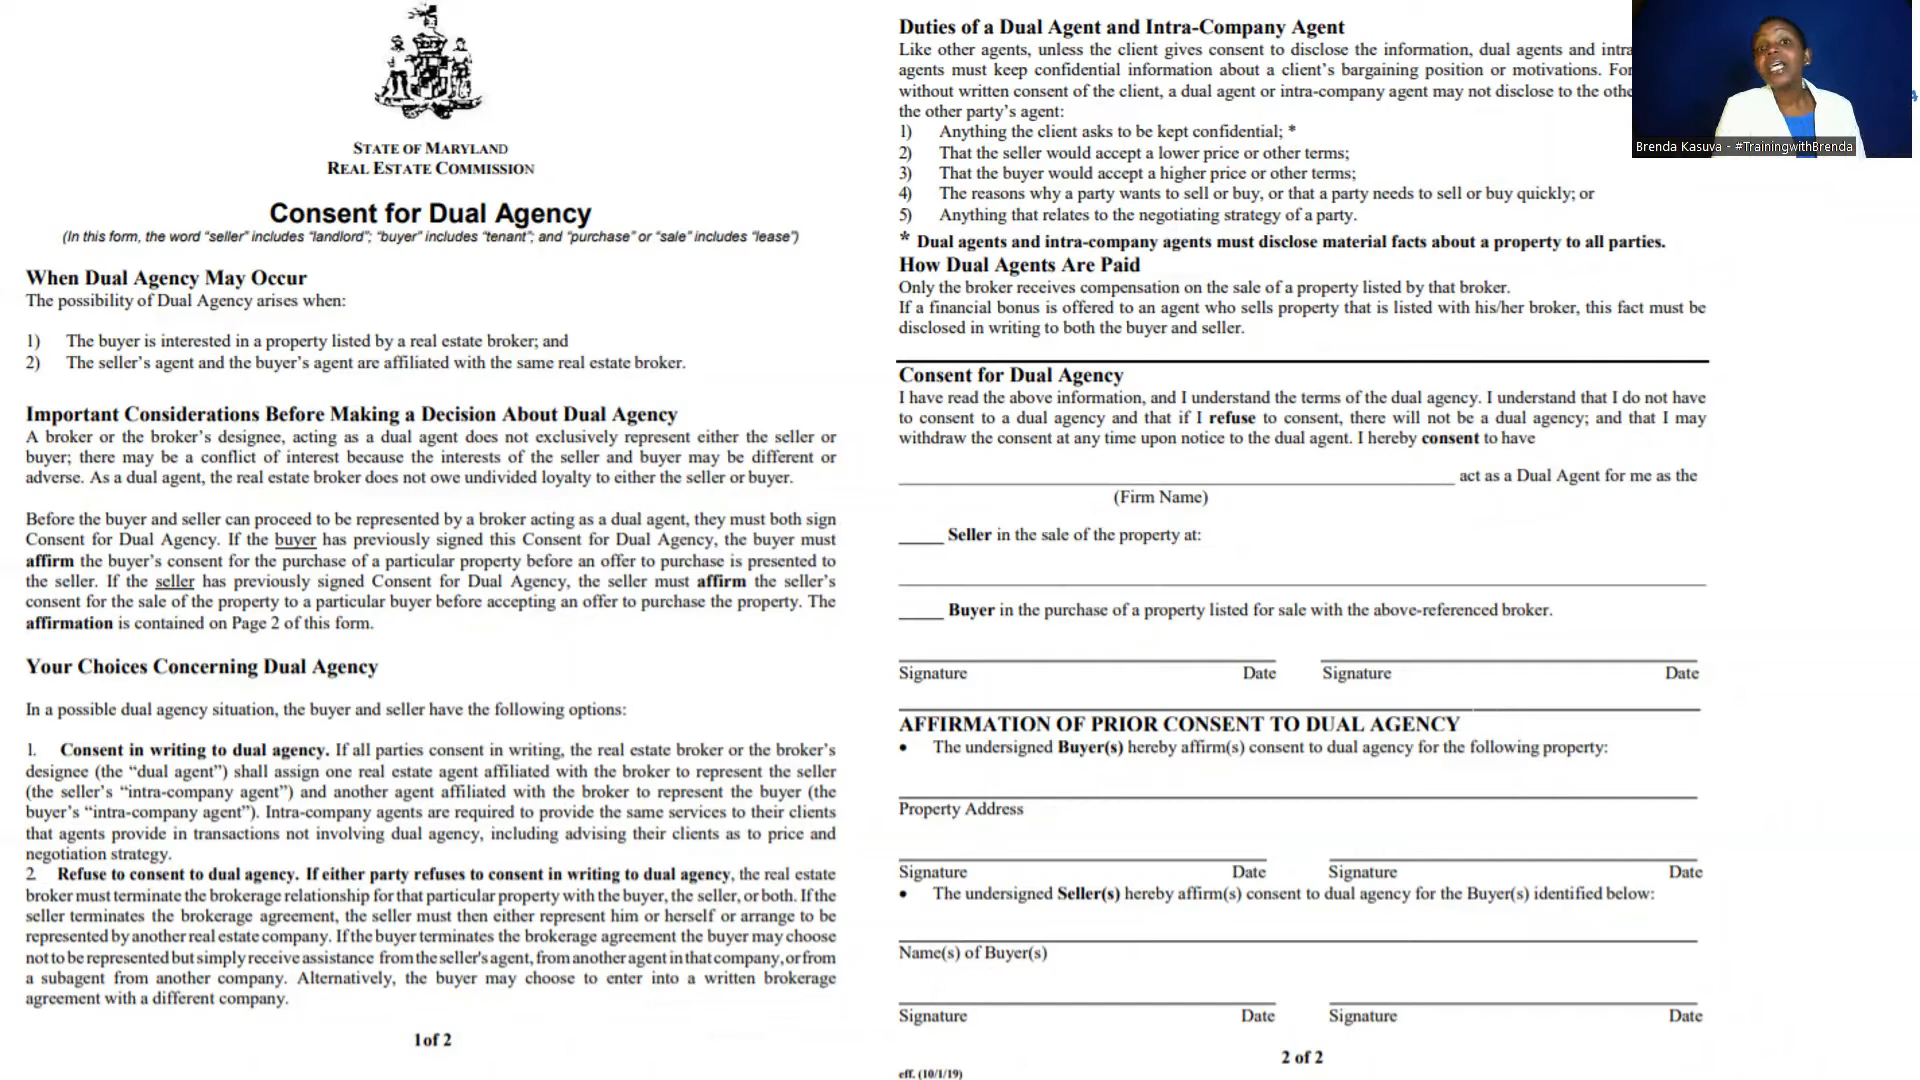 STATE OF MARYLAND
REAL ESTATE COMMISSION
Consent for Dual Agency
(In this form, the word “seller” includes “landlord”; “buyer” includes “tenant”; and “purchase” or “sale” includes “lease”)
When Dual Agency May Occur
The possibility of Dual Agency arises when:
1) The buyer is interested in a property listed by a real estate broker; and
2) The seller’s agent and the buyer’s agent are affiliated with the same real estate broker.
Important Considerations Before Making a Decision About Dual Agency
A broker or the broker’s designee, acting as a dual agent does not exclusively represent either the seller or
buyer; there may be a conflict of interest because the interests of the seller and buyer may be different or
adverse. As a dual agent, the real estate broker does not owe undivided loyalty to either the seller or buyer.
Before the buyer and seller can proceed to be represented by a broker acting as a dual agent, they must both sign
Consent for Dual Agency. If the buyer has previously signed this Consent for Dual Agency, the buyer must
affirm the buyer’s consent for the purchase of a particular property before an offer to purchase is presented to
the seller. If the seller has previously signed Consent for Dual Agency, the seller must affirm the seller’s
consent for the sale of the property to a particular buyer before accepting an offer to purchase the property. The
affirmation is contained on Page 2 of this form.
Your Choices Concerning Dual Agency
In a possible dual agency situation, the buyer and seller have the following options:
1. Consent in writing to dual agency. If all parties consent in writing, the real estate broker or the broker’s
designee (the “dual agent”) shall assign one real estate agent affiliated with the broker to represent the seller
(the seller’s “intra-company agent”) and another agent affiliated with the broker to represent the buyer (the
buyer’s “intra-company agent”). Intra-company agents are required to provide the same services to their clients
that agents provide in transactions not involving dual agency, including advising their clients as to price and
negotiation strategy.
2. Refuse to consent to dual agency. If either party refuses to consent in writing to dual agency, the real estate
broker must terminate the brokerage relationship for that particular property with the buyer, the seller, or both. If the
seller terminates the brokerage agreement, the seller must then either represent him or herself or arrange to be
represented by another real estate company. If the buyer terminates the brokerage agreement the buyer may choose
not to be represented but simply receive assistance from the seller's agent, from another agent in that company, or from
a subagent from another company. Alternatively, the buyer may choose to enter into a written brokerage
agreement with a different company.
1 of 2
Duties of a Dual Agent and Intra-Company Agent
Like other agents, unless the client gives consent to disclose the information, dual agents and intra
agents must keep confidential information about a client’s bargaining position or motivations. For
without written consent of the client, a dual agent or intra-company agent may not disclose to the othe
the other party’s agent:
1) Anything the client asks to be kept confidential; *
2) That the seller would accept a lower price or other terms;
3) That the buyer would accept a higher price or other terms;
4) The reasons why a party wants to sell or buy, or that a party needs to sell or buy quickly; or
5) Anything that relates to the negotiating strategy of a party.
* Dual agents and intra-company agents must disclose material facts about a property to all parties.
How Dual Agents Are Paid
Only the broker receives compensation on the sale of a property listed by that broker.
If a financial bonus is offered to an agent who sells property that is listed with his/her broker, this fact must be
disclosed in writing to both the buyer and seller.
Consent for Dual Agency
I have read the above information, and I understand the terms of the dual agency. I understand that I do not have
to consent to a dual agency and that if I refuse to consent, there will not be a dual agency; and that I may
withdraw the consent at any time upon notice to the dual agent. I hereby consent to have
act as a Dual Agent for me as the
(Firm Name)
Seller in the sale of the property at:
Buyer in the purchase of a property listed for sale with the above-referenced broker.
Signature Date Signature Date
AFFIRMATION OF PRIOR CONSENT TO DUAL AGENCY
• The undersigned Buyer(s) hereby affirm(s) consent to dual agency for the following property:
Property Address
Signature Date Signature Date
• The undersigned Seller(s) hereby affirm(s) consent to dual agency for the Buyer(s) identified below:
Name(s) of Buyer(s)
Signature Date Signature Date
2 of 2
eff. (10/1/19)
Brenda Kasuva - #TrainingwithBrenda